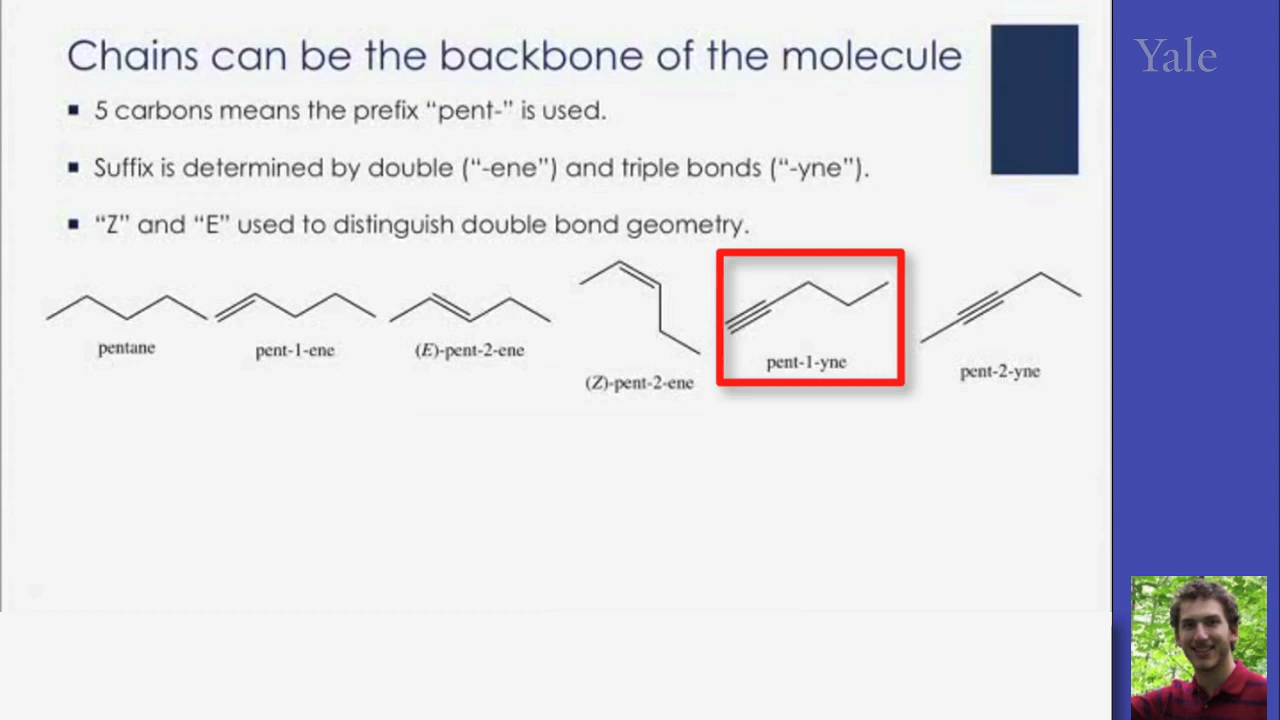 Chains can be the backbone of the molecule
Yale
▪ 5 carbons means the prefix “pent-” is used.
▪ Suffix is determined by double (“-ene”) and triple bonds (“-yne”).
▪ “Z” and “E” used to distinguish double bond geometry.
pentane
pent-1-ene
(E)-pent-2-ene
(Z)-pent-2-ene
pent-1-yne
pent-2-yne